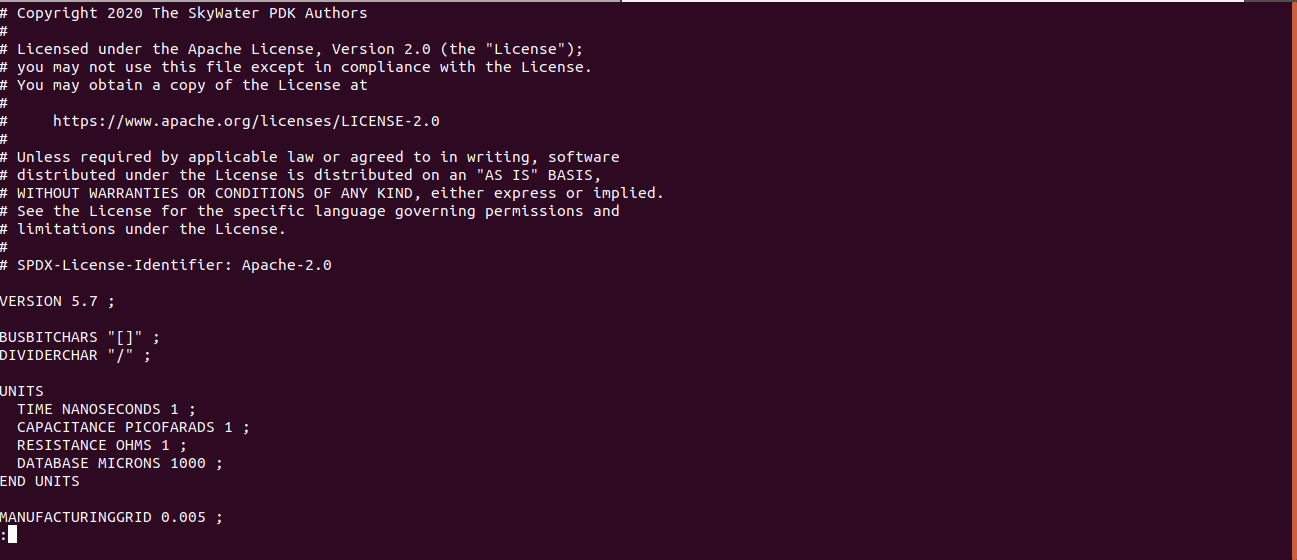 # Copyright 2020 The SkyWater PDK Authors
#
# Licensed under the Apache License, Version 2.0 (the "License");
# you may not use this file except in compliance with the License.
# You may obtain a copy of the License at
#
#     https://www.apache.org/licenses/LICENSE-2.0
#
# Unless required by applicable law or agreed to in writing, software
# distributed under the License is distributed on an "AS IS" BASIS,
# WITHOUT WARRANTIES OR CONDITIONS OF ANY KIND, either express or implied.
# See the License for the specific language governing permissions and
# limitations under the License.
#
# SPDX-License-Identifier: Apache-2.0

VERSION 5.7 ;

BUSBITCHARS "[]" ;
DIVIDERCHAR "/" ;

UNITS
  TIME NANOSECONDS 1 ;
  CAPACITANCE PICOFARADS 1 ;
  RESISTANCE OHMS 1 ;
  DATABASE MICRONS 1000 ;
END UNITS

MANUFACTURINGGRID 0.005 ;
: